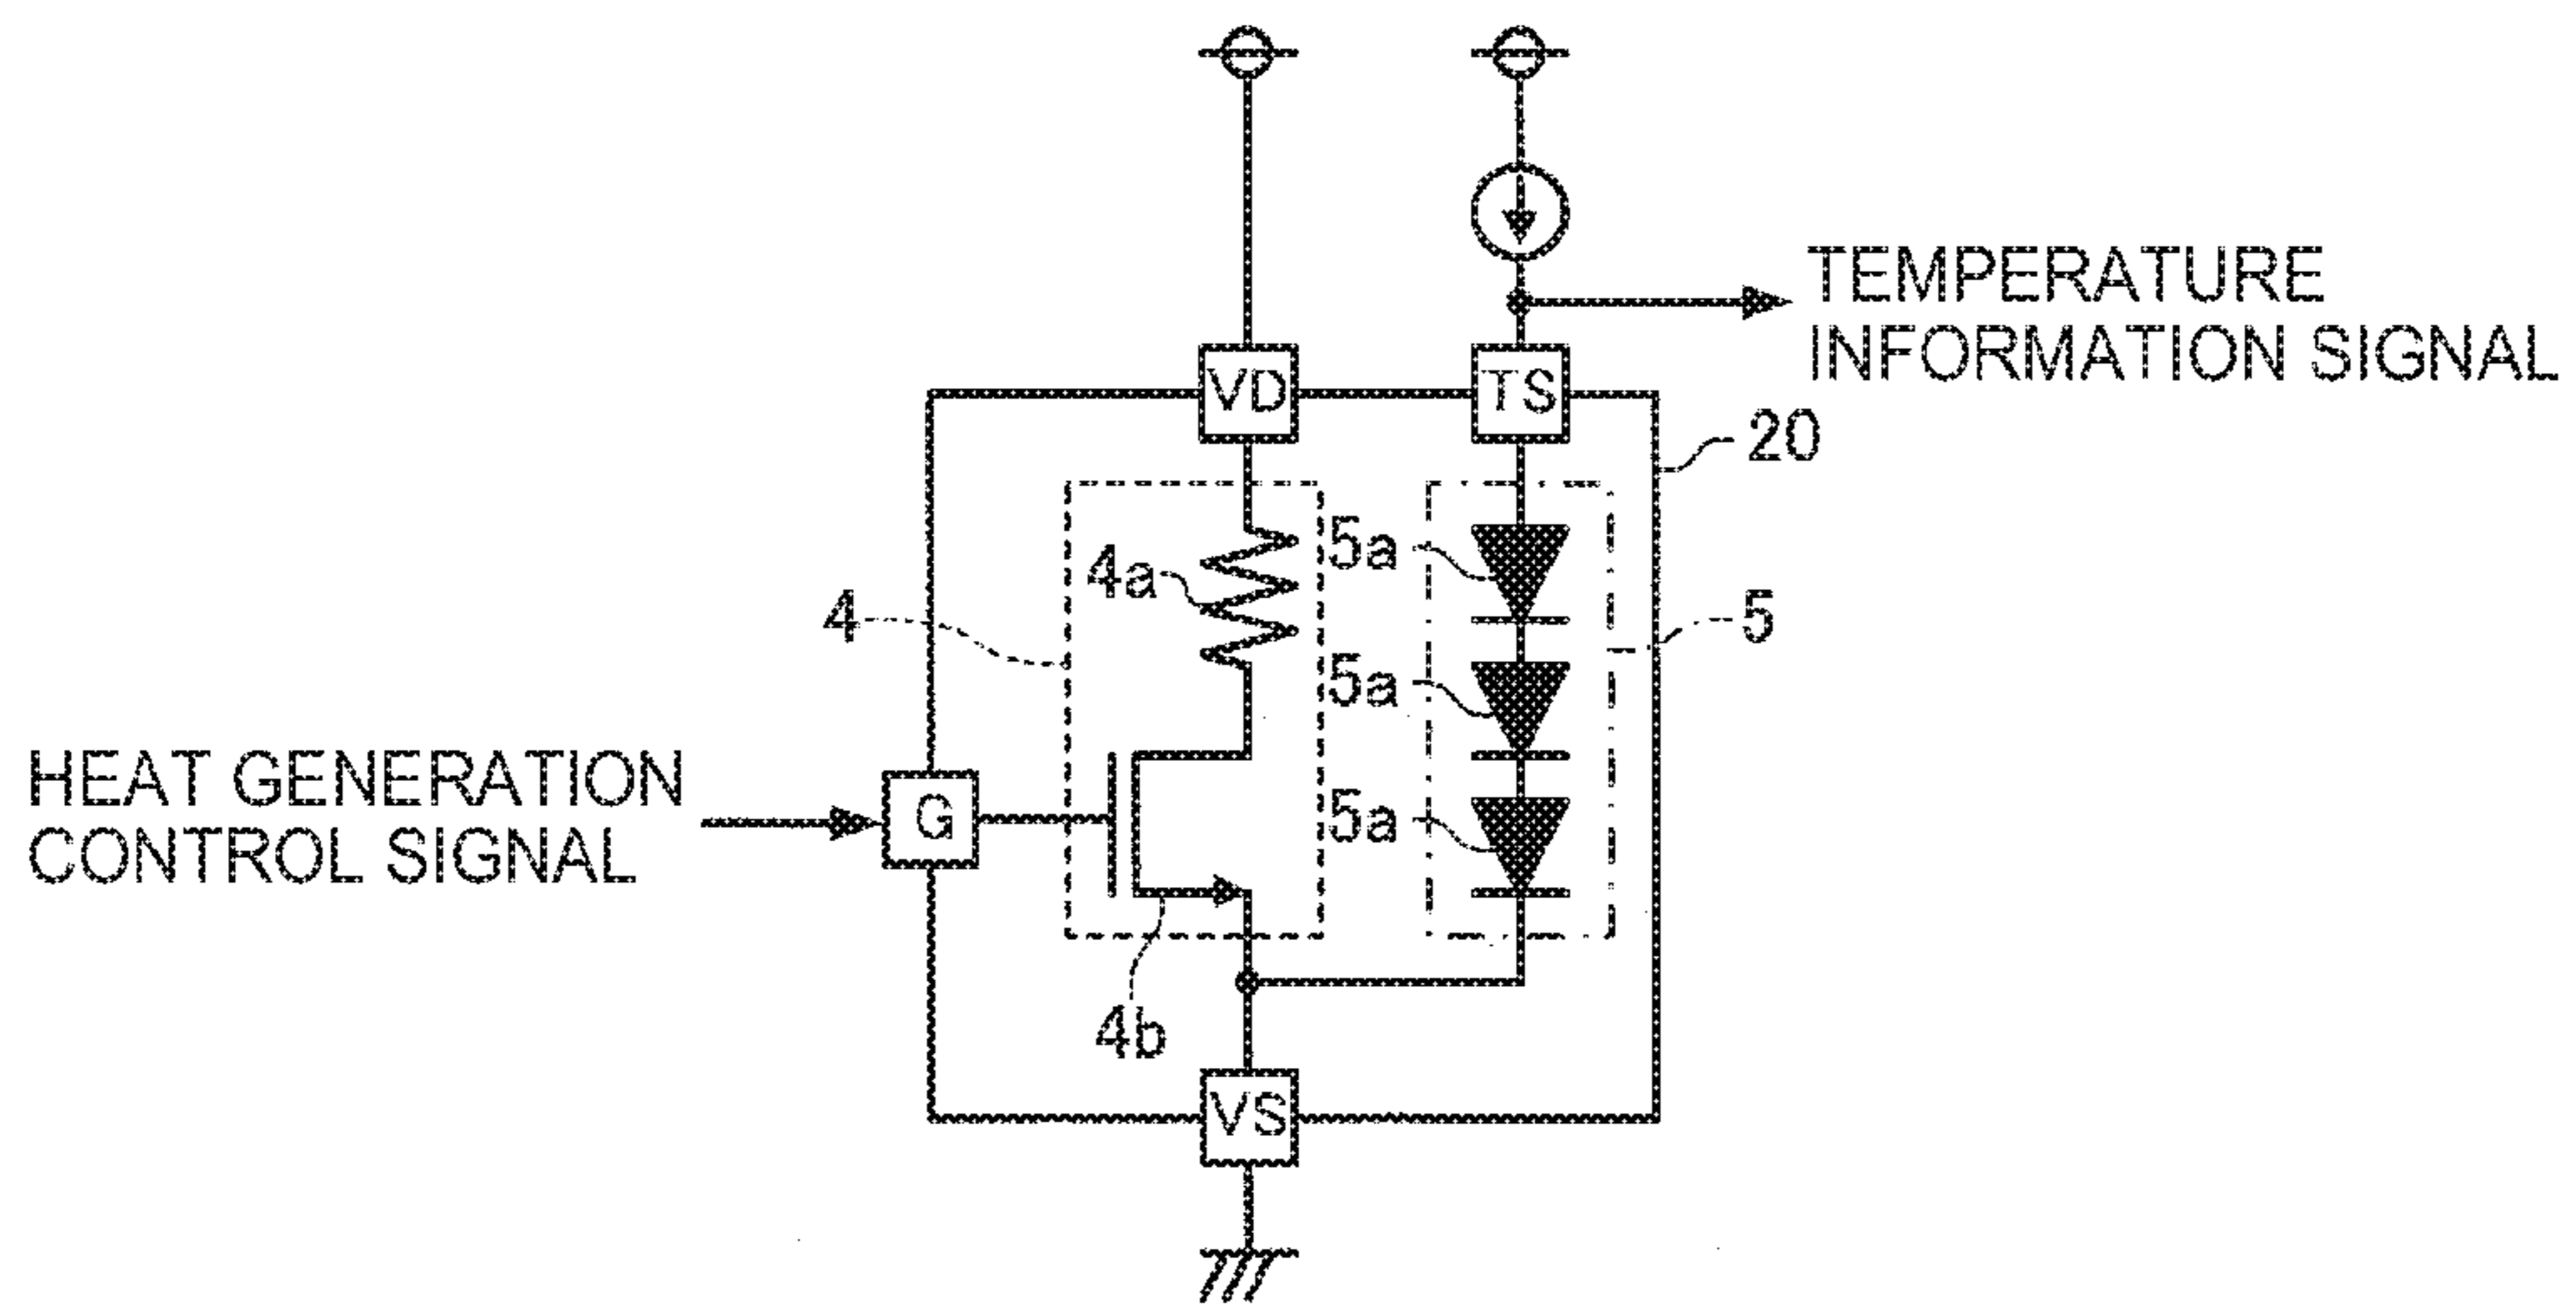 TEMPERATURE
INFORMATION SIGNAL
VD
TS
20
5a
4a
4
5
5a
HEAT GENERATION
CONTROL SIGNAL
G
5a
4b
VS